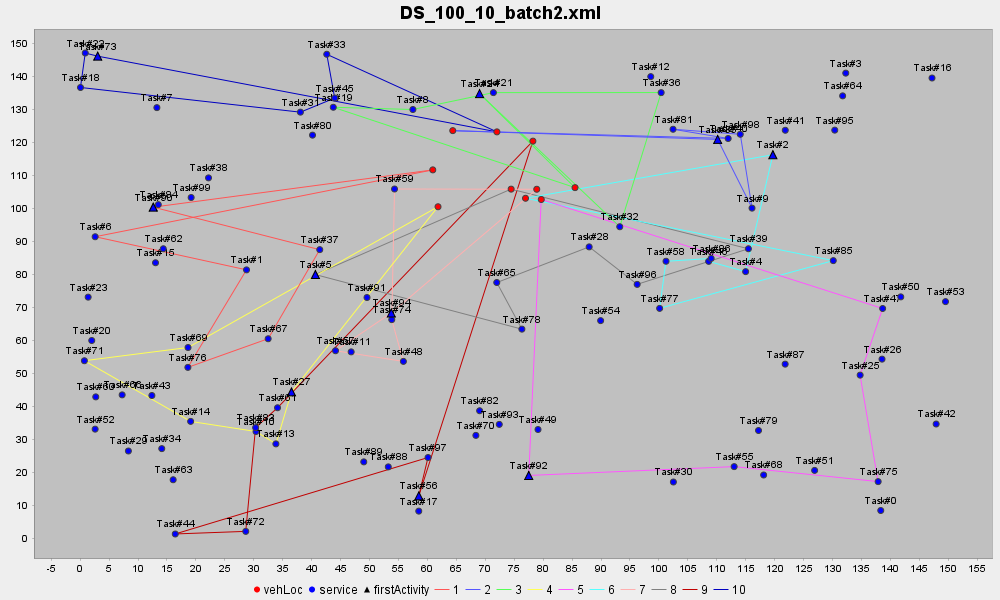 DS_100_10_batch2.xml
150
140
130
120
110
100
90
80
70
60
50
40
30
20
10
0
Task#73
Task#33
Task#18
Task#7
Task#31
Task#45
Task#19
Task#80
Task#8
Task#21
Task#12
Task#36
Task#3
Task#16
Task#64
Task#81
Task#98
Task#41
Task#95
Task#2
Task#9
Task#38
Task#99
Task#59
Task#6
Task#62
Task#15
Task#37
Task#1
Task#5
Task#28
Task#32
Task#39
Task#58
Task#4
Task#85
Task#65
Task#96
Task#77
Task#23
Task#91
Task#94
Task#74
Task#78
Task#54
Task#50
Task#47
Task#53
Task#20
Task#71
Task#69
Task#76
Task#67
Task#11
Task#48
Task#87
Task#26
Task#25
Task#43
Task#27
Task#61
Task#52
Task#14
Task#13
Task#29
Task#34
Task#63
Task#82
Task#93
Task#70
Task#49
Task#79
Task#42
Task#89
Task#88
Task#97
Task#92
Task#30
Task#55
Task#68
Task#51
Task#75
Task#56
Task#17
Task#0
Task#44
Task#72
-5 0 5 10 15 20 25 30 35 40 45 50 55 60 65 70 75 80 85 90 95 100 105 110 115 120 125 130 135 140 145 150 155
vehLoc service firstActivity 1 2 3 4 5 6 7 8 9 10